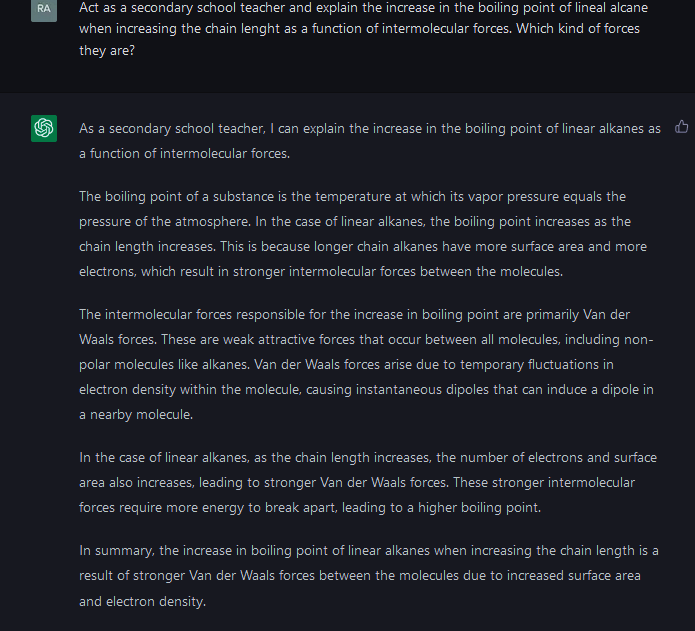 RA
Act as a secondary school teacher and explain the increase in the boiling point of lineal alcane
when increasing the chain lenght as a function of intermolecular forces. Which kind of forces
they are?
As a secondary school teacher, I can explain the increase in the boiling point of linear alkanes as
a function of intermolecular forces.
The boiling point of a substance is the temperature at which its vapor pressure equals the
pressure of the atmosphere. In the case of linear alkanes, the boiling point increases as the
chain length increases. This is because longer chain alkanes have more surface area and more
electrons, which result in stronger intermolecular forces between the molecules.
The intermolecular forces responsible for the increase in boiling point are primarily Van der
Waals forces. These are weak attractive forces that occur between all molecules, including non-
polar molecules like alkanes. Van der Waals forces arise due to temporary fluctuations in
electron density within the molecule, causing instantaneous dipoles that can induce a dipole in
a nearby molecule.
In the case of linear alkanes, as the chain length increases, the number of electrons and surface
area also increases, leading to stronger Van der Waals forces. These stronger intermolecular
forces require more energy to break apart, leading to a higher boiling point.
In summary, the increase in boiling point of linear alkanes when increasing the chain length is a
result of stronger Van der Waals forces between the molecules due to increased surface area
and electron density.